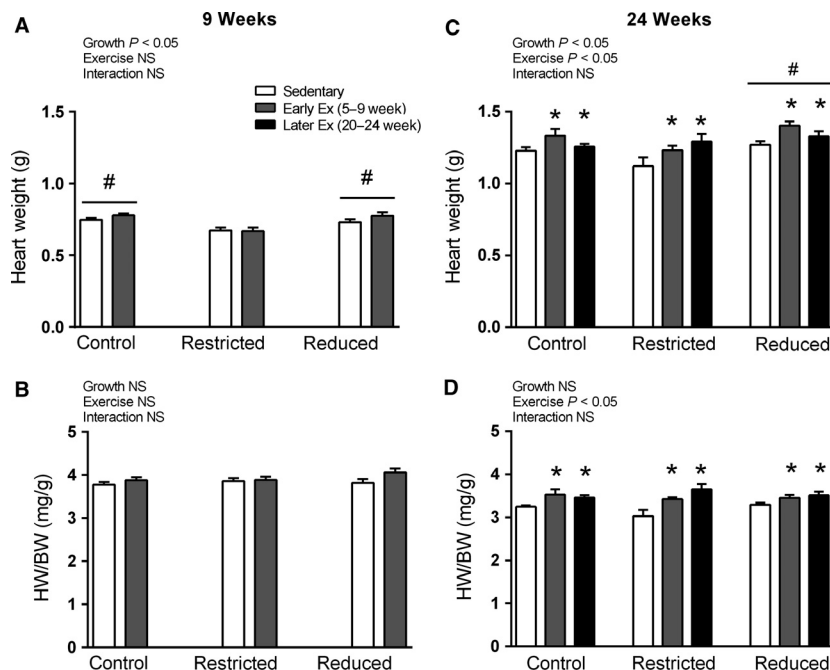 A
9 Weeks
Growth P < 0.05
Exercise NS
Interaction NS
Sedentary
Early Ex (5–9 week)
Later Ex (20–24 week)
Heart weight (g)
1.5
1.0
0.5
0.0
#
#
Control
Restricted
Reduced
B
Growth NS
Exercise NS
Interaction NS
HW/BW (mg/g)
5
4
3
2
1
0
Control
Restricted
Reduced
C
24 Weeks
Growth P < 0.05
Exercise P < 0.05
Interaction NS
Heart weight (g)
1.5
1.0
0.5
0.0
* *
* *
#
* *
Control
Restricted
Reduced
D
Growth NS
Exercise P < 0.05
Interaction NS
HW/BW (mg/g)
5
4
3
2
1
0
* *
* *
* *
Control
Restricted
Reduced